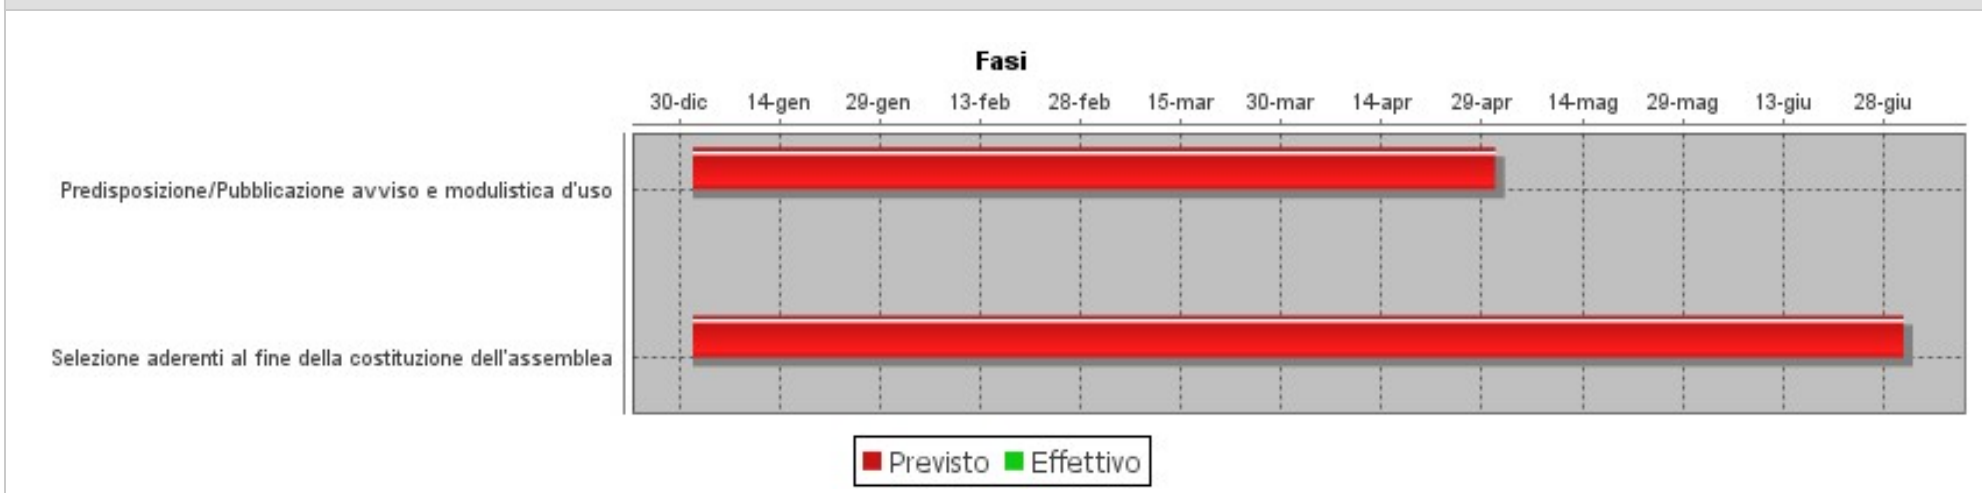 Fasi
30-dic 14-gen 29-gen 13-feb 28-feb 15-mar 30-mar 14-apr 29-apr 14-mag 29-mag 13-giu 28-giu
Predisposizione/Pubblicazione avviso e modulistica d'uso
Selezione aderenti al fine della costituzione dell'assemblea
Previsto Effettivo